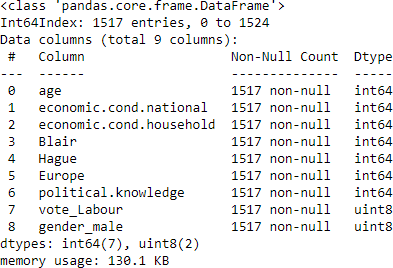 <class 'pandas.core.frame.DataFrame'>
Int64Index: 1517 entries, 0 to 1524
Data columns (total 9 columns):
 #   Column                   Non-Null Count  Dtype
---  ------                   --------------  -----
 0   age                      1517 non-null   int64
 1   economic.cond.national   1517 non-null   int64
 2   economic.cond.household  1517 non-null   int64
 3   Blair                    1517 non-null   int64
 4   Hague                    1517 non-null   int64
 5   Europe                   1517 non-null   int64
 6   political.knowledge      1517 non-null   int64
 7   vote_Labour              1517 non-null   uint8
 8   gender_male              1517 non-null   uint8
dtypes: int64(7), uint8(2)
memory usage: 130.1 KB